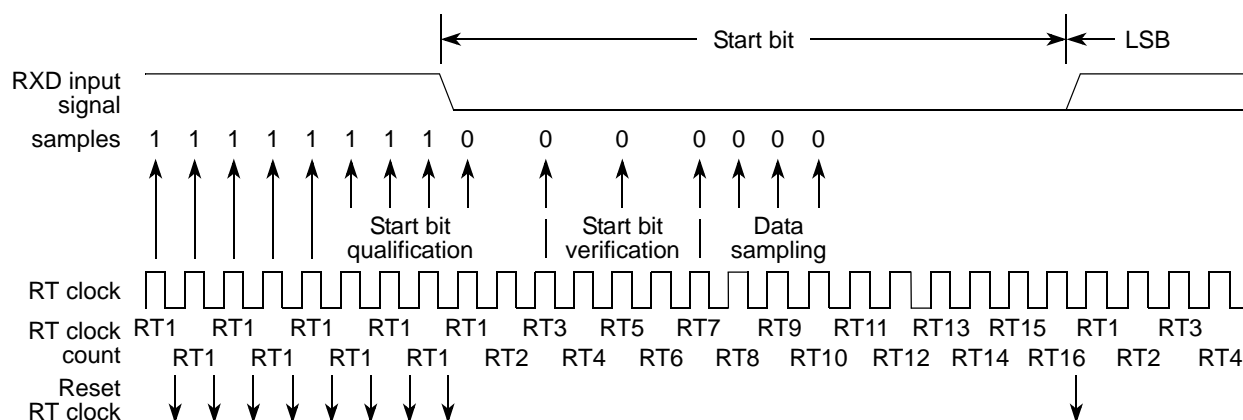 Start bit LSB
RXD input
signal
samples 1 1 1 1 1 1 1 1 0 0 0 0 0 0 0
Start bit
qualification
Start bit
verification
Data
sampling
RT clock
RT clock
count
RT1 RT1 RT1 RT1 RT1 RT3 RT5 RT7 RT9 RT11 RT13 RT15 RT1 RT3
RT1 RT1 RT1 RT1 RT2 RT4 RT6 RT8 RT10 RT12 RT14 RT16 RT2 RT4
Reset
RT clock